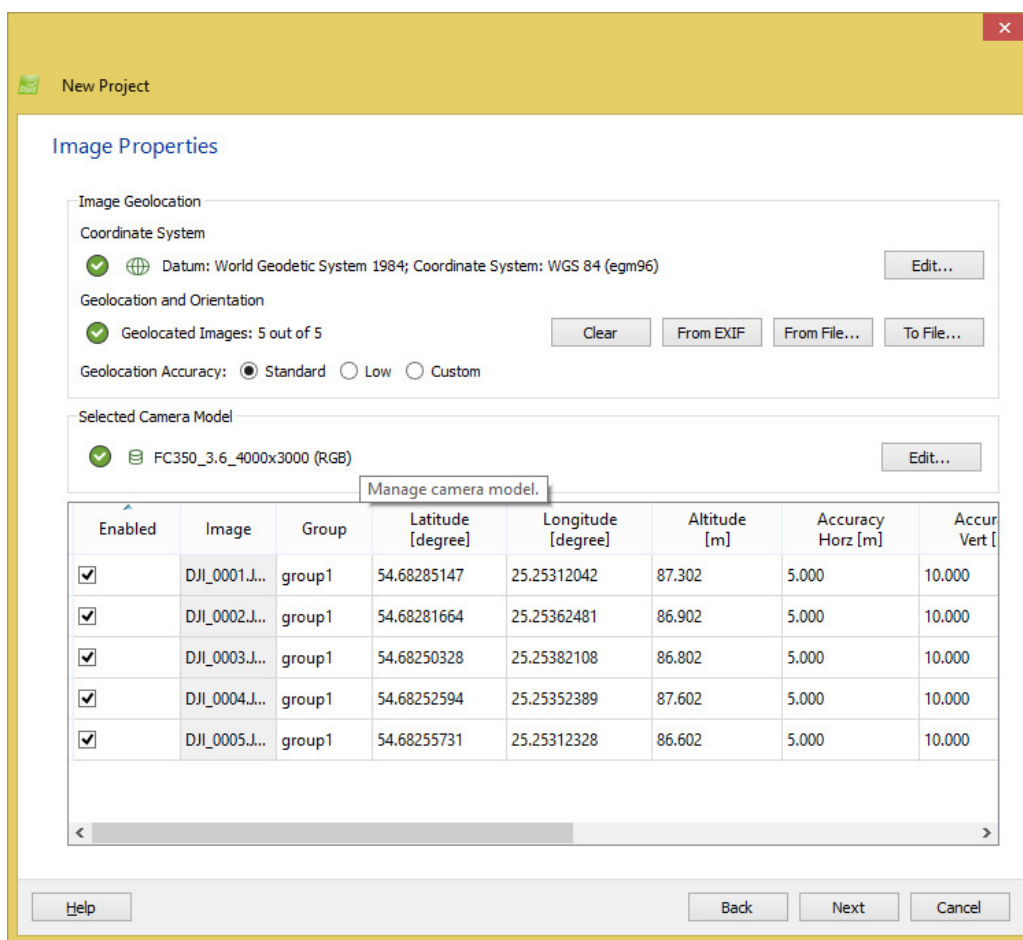 New Project
Image Properties
Image Geolocation
Coordinate System
Datum: World Geodetic System 1984; Coordinate System: WGS 84 (egm96)
Edit...
Geolocation and Orientation
Geolocated Images: 5 out of 5
Clear
From EXIF
From File...
To File...
Geolocation Accuracy: Standard Low Custom
Selected Camera Model
FC350_3.6_4000x3000 (RGB)
Edit...
Manage camera model.
Enabled Image Group Latitude [degree] Longitude [degree] Altitude [m] Accuracy Horz [m] Accur Vert [
DJI_0001.J... group1 54.68285147 25.25312042 87.302 5.000 10.000
DJI_0002.J... group1 54.68281664 25.25362481 86.902 5.000 10.000
DJI_0003.J... group1 54.68250328 25.25382108 86.802 5.000 10.000
DJI_0004.J... group1 54.68252594 25.25352389 87.602 5.000 10.000
DJI_0005.J... group1 54.68255731 25.25312328 86.602 5.000 10.000
Help
Back
Next
Cancel